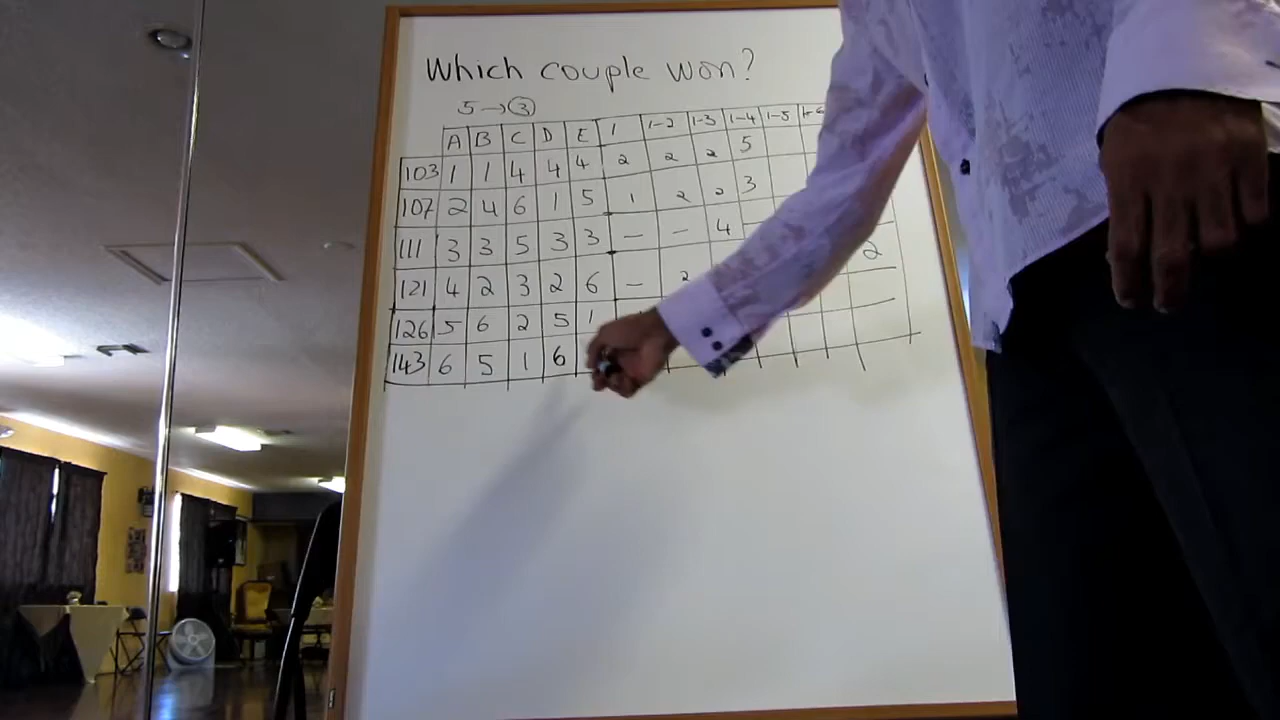 Which couple won?
5→③
A B C D E 1 1-2 1-3 1-4 1-5 1-6
103 1 1 4 4 4 2 2 2 5
107 2 4 6 1 5 1 2 2 3
111 3 3 5 3 3 — — 4
121 4 2 3 2 6 — 2 2
126 5 6 2 5 1
143 6 5 1 6